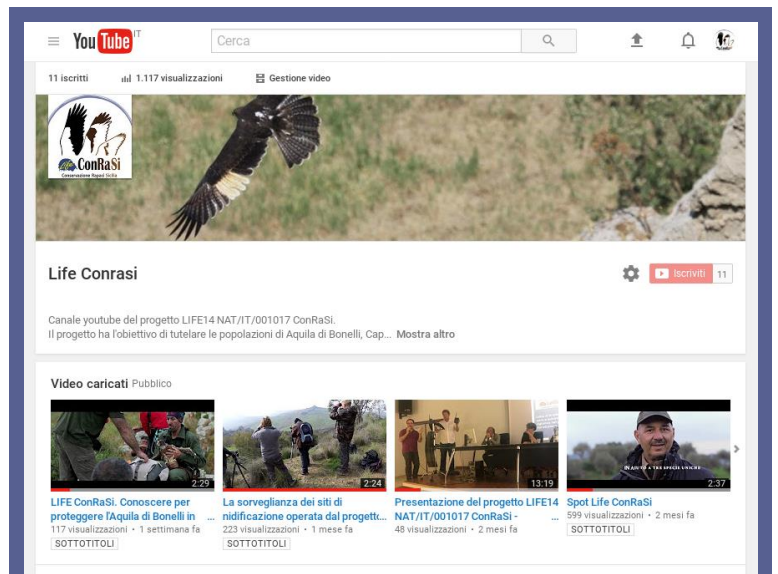 YouTube IT
Cerca
11 iscritti 1.117 visualizzazioni Gestione video
ConRaSi
Conservazione Rapaci Sicilia
Life Conrasi
Iscriviti 11
Canale youtube del progetto LIFE14 NAT/IT/001017 ConRaSi.
Il progetto ha l'obiettivo di tutelare le popolazioni di Aquila di Bonelli, Cap... Mostra altro
Video caricati Pubblico
2:29
2:24
13:19
2:37
LIFE ConRaSi. Conoscere per
proteggere l'Aquila di Bonelli in ...
117 visualizzazioni • 1 settimana fa
SOTTOTITOLI
La sorveglianza dei siti di
nidificazione operata dal progetto...
223 visualizzazioni • 1 mese fa
SOTTOTITOLI
Presentazione del progetto LIFE14
NAT/IT/001017 ConRaSi - ...
48 visualizzazioni • 2 mesi fa
Spot Life ConRaSi
599 visualizzazioni • 2 mesi fa
SOTTOTITOLI